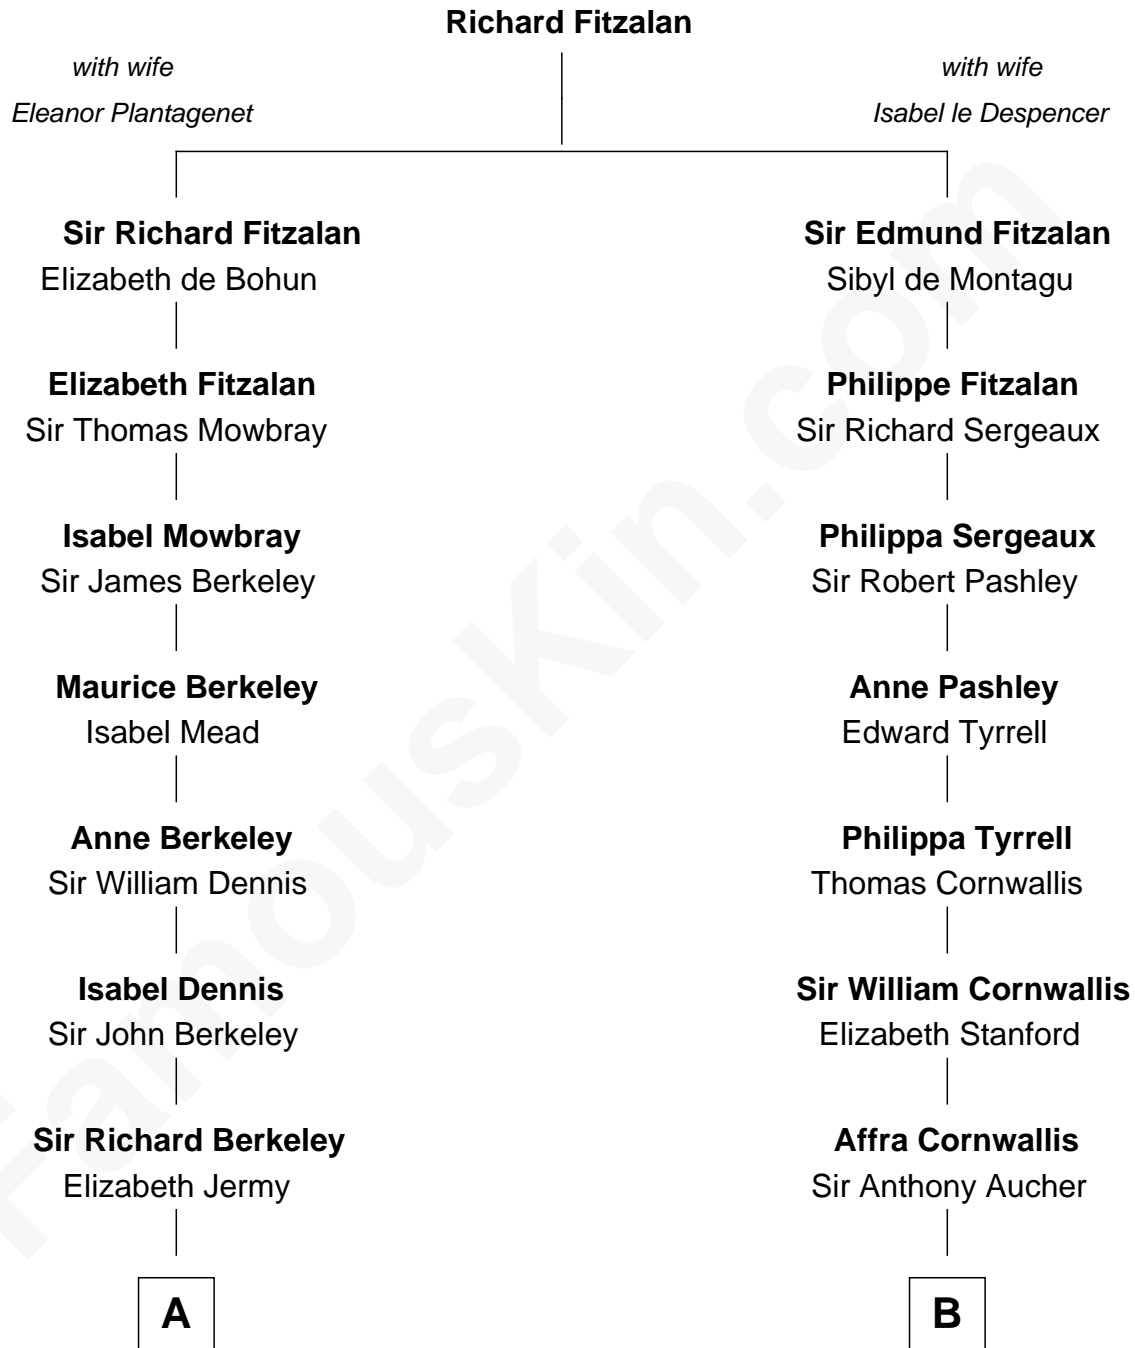 Richard Fitzalan
with wife
Eleanor Plantagenet
with wife
Isabel le Despencer
Sir Richard Fitzalan
Elizabeth de Bohun
Sir Edmund Fitzalan
Sibyl de Montagu
Elizabeth Fitzalan
Sir Thomas Mowbray
Philippe Fitzalan
Sir Richard Sergeaux
Isabel Mowbray
Sir James Berkeley
Philippa Sergeaux
Sir Robert Pashley
Maurice Berkeley
Isabel Mead
Anne Pashley
Edward Tyrrell
Anne Berkeley
Sir William Dennis
Philippa Tyrrell
Thomas Cornwallis
Isabel Dennis
Sir John Berkeley
Sir William Cornwallis
Elizabeth Stanford
Sir Richard Berkeley
Elizabeth Jermy
Affra Cornwallis
Sir Anthony Aucher
A
B
FamousKin.com